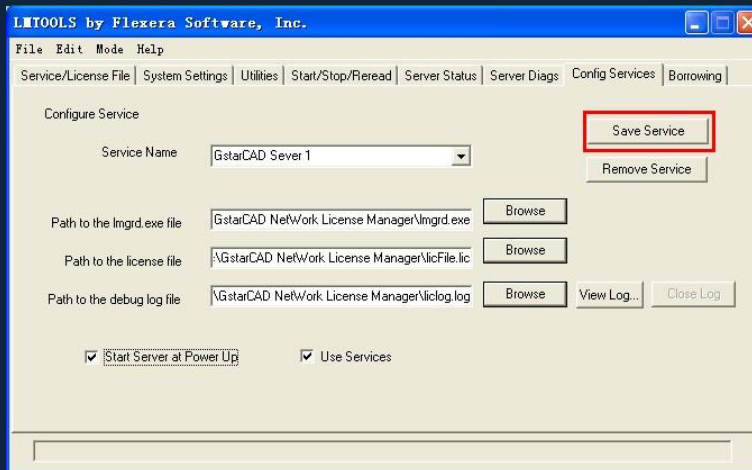 LMTOOLS by Flexera Software, Inc.
File Edit Mode Help
Service/License File System Settings Utilities Start/Stop/Reread Server Status Server Diags Config Services Borrowing
Configure Service
Save Service
Service Name GstarCAD Sever 1
Remove Service
Path to the lmgrd.exe file GstarCAD NetWork License Manager\lmgrd.exe Browse
Path to the license file :\GstarCAD NetWork License Manager\licFile.lic Browse
Path to the debug log file \GstarCAD NetWork License Manager\liclog.log Browse View Log... Close Log
Start Server at Power Up Use Services